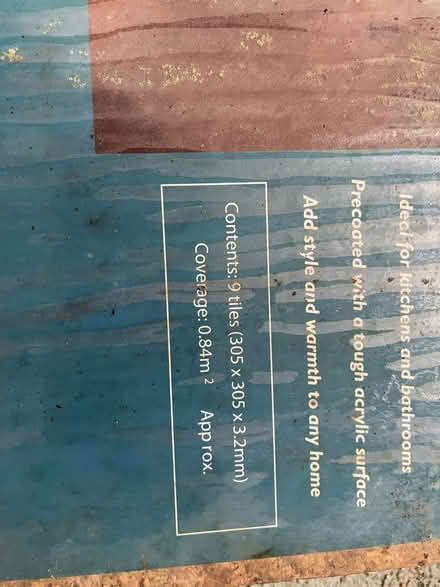 Ideal for kitchens and bathrooms
Precoated with a tough acrylic surface
Add style and warmth to any home
Contents: 9 tiles (305 x 305 x 3.2mm)
Coverage: 0.84m 2 App rox.